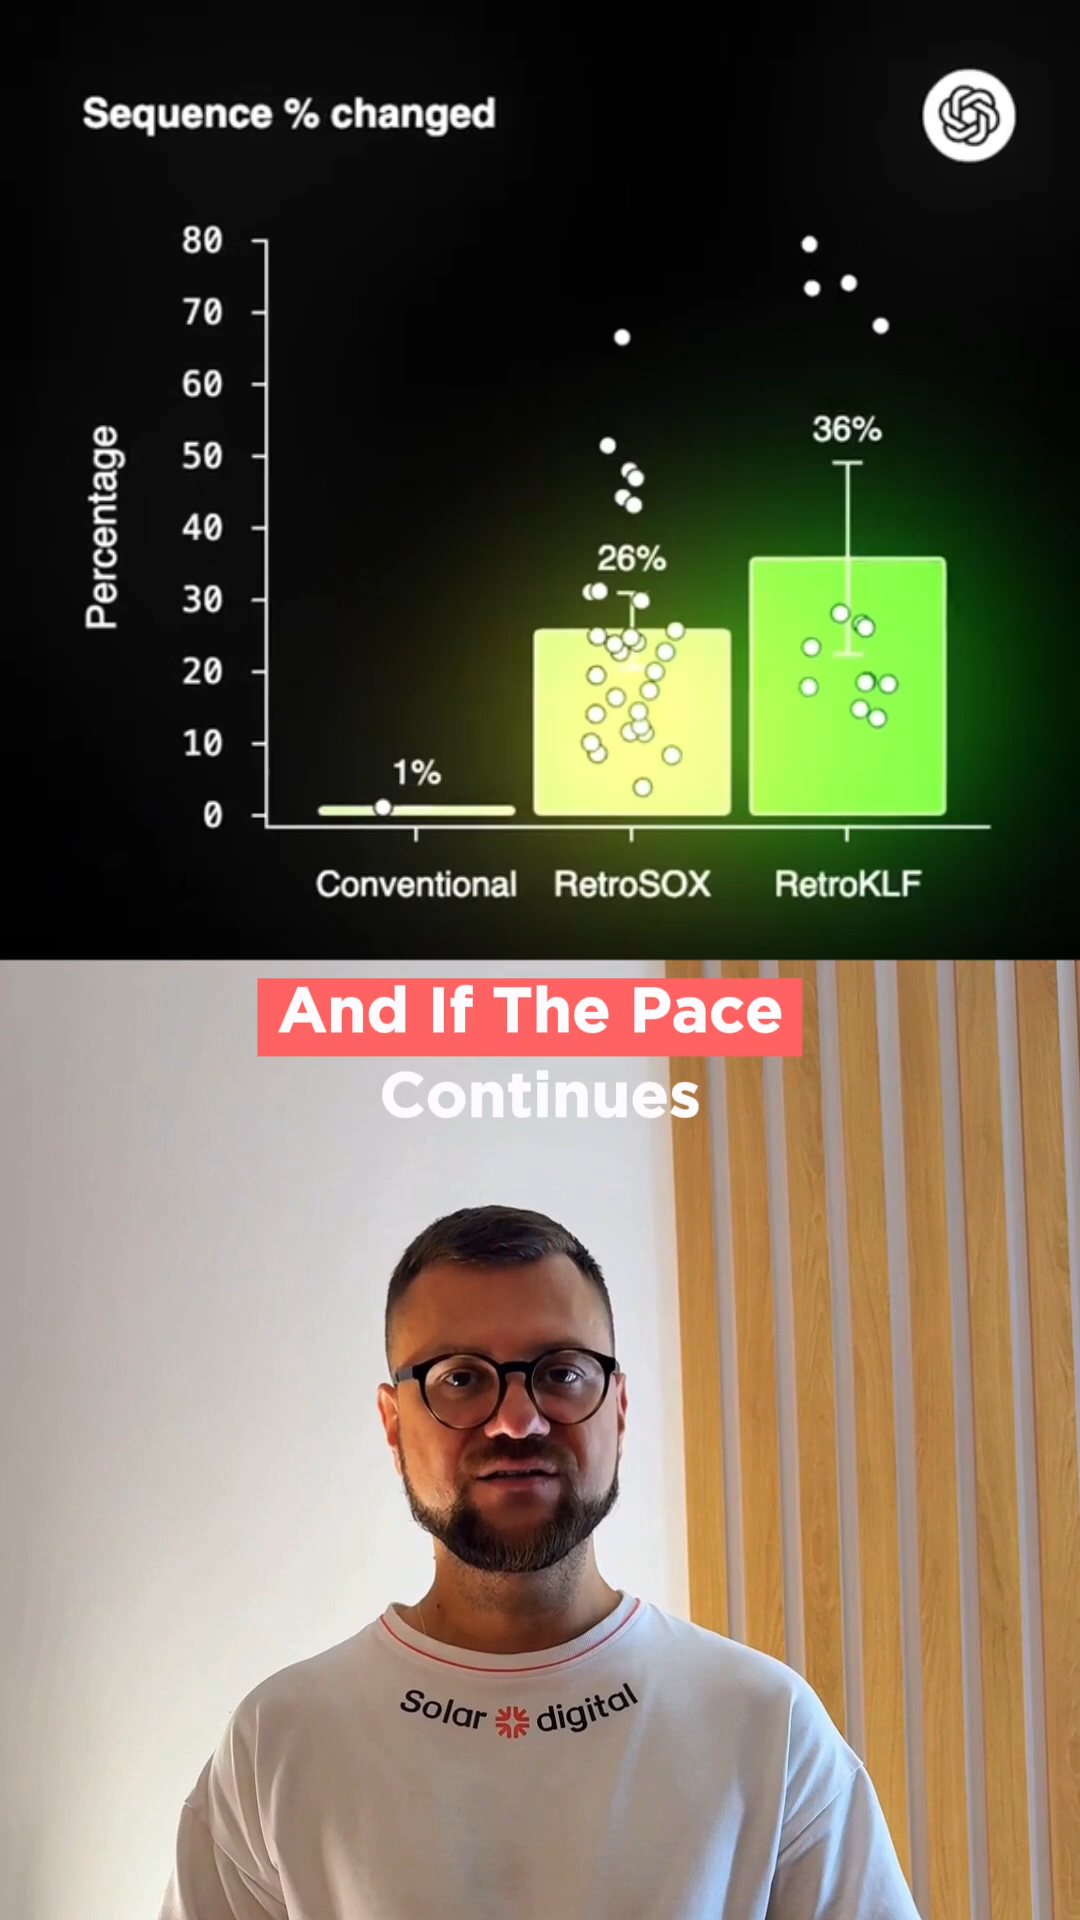 Sequence % changed
80
70
60
50
40
30
20
10
0
Percentage
1%
26%
36%
Conventional
RetroSOX
RetroKLF
And If The Pace
Continues
Solar digital